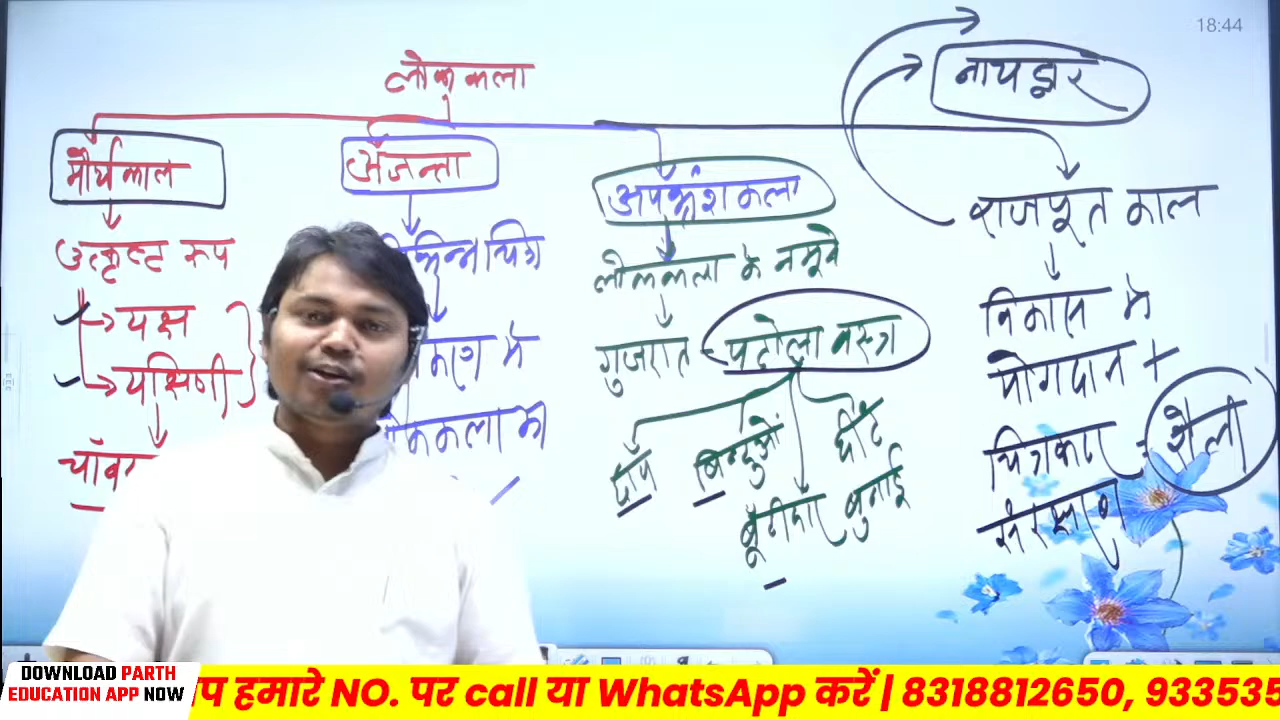 18:44
लोक कला
नाथद्वार
मौर्यकाल
अजन्ता
अपभ्रंशकला
राजपूत काल
उत्कृष्ट रूप
चित्र
लोककला के नमूने
विकास में
→ यक्ष
में
गुजरात - पटोला वस्त्र
योगदान +
→ यक्षिणी
लोककला का
चित्रकार - शैली
संरक्षण
बिन्दुओं
छींट
बूटीदार बुनाई
DOWNLOAD PARTH
EDUCATION APP NOW
प हमारे NO. पर call या WhatsApp करें | 8318812650, 933535